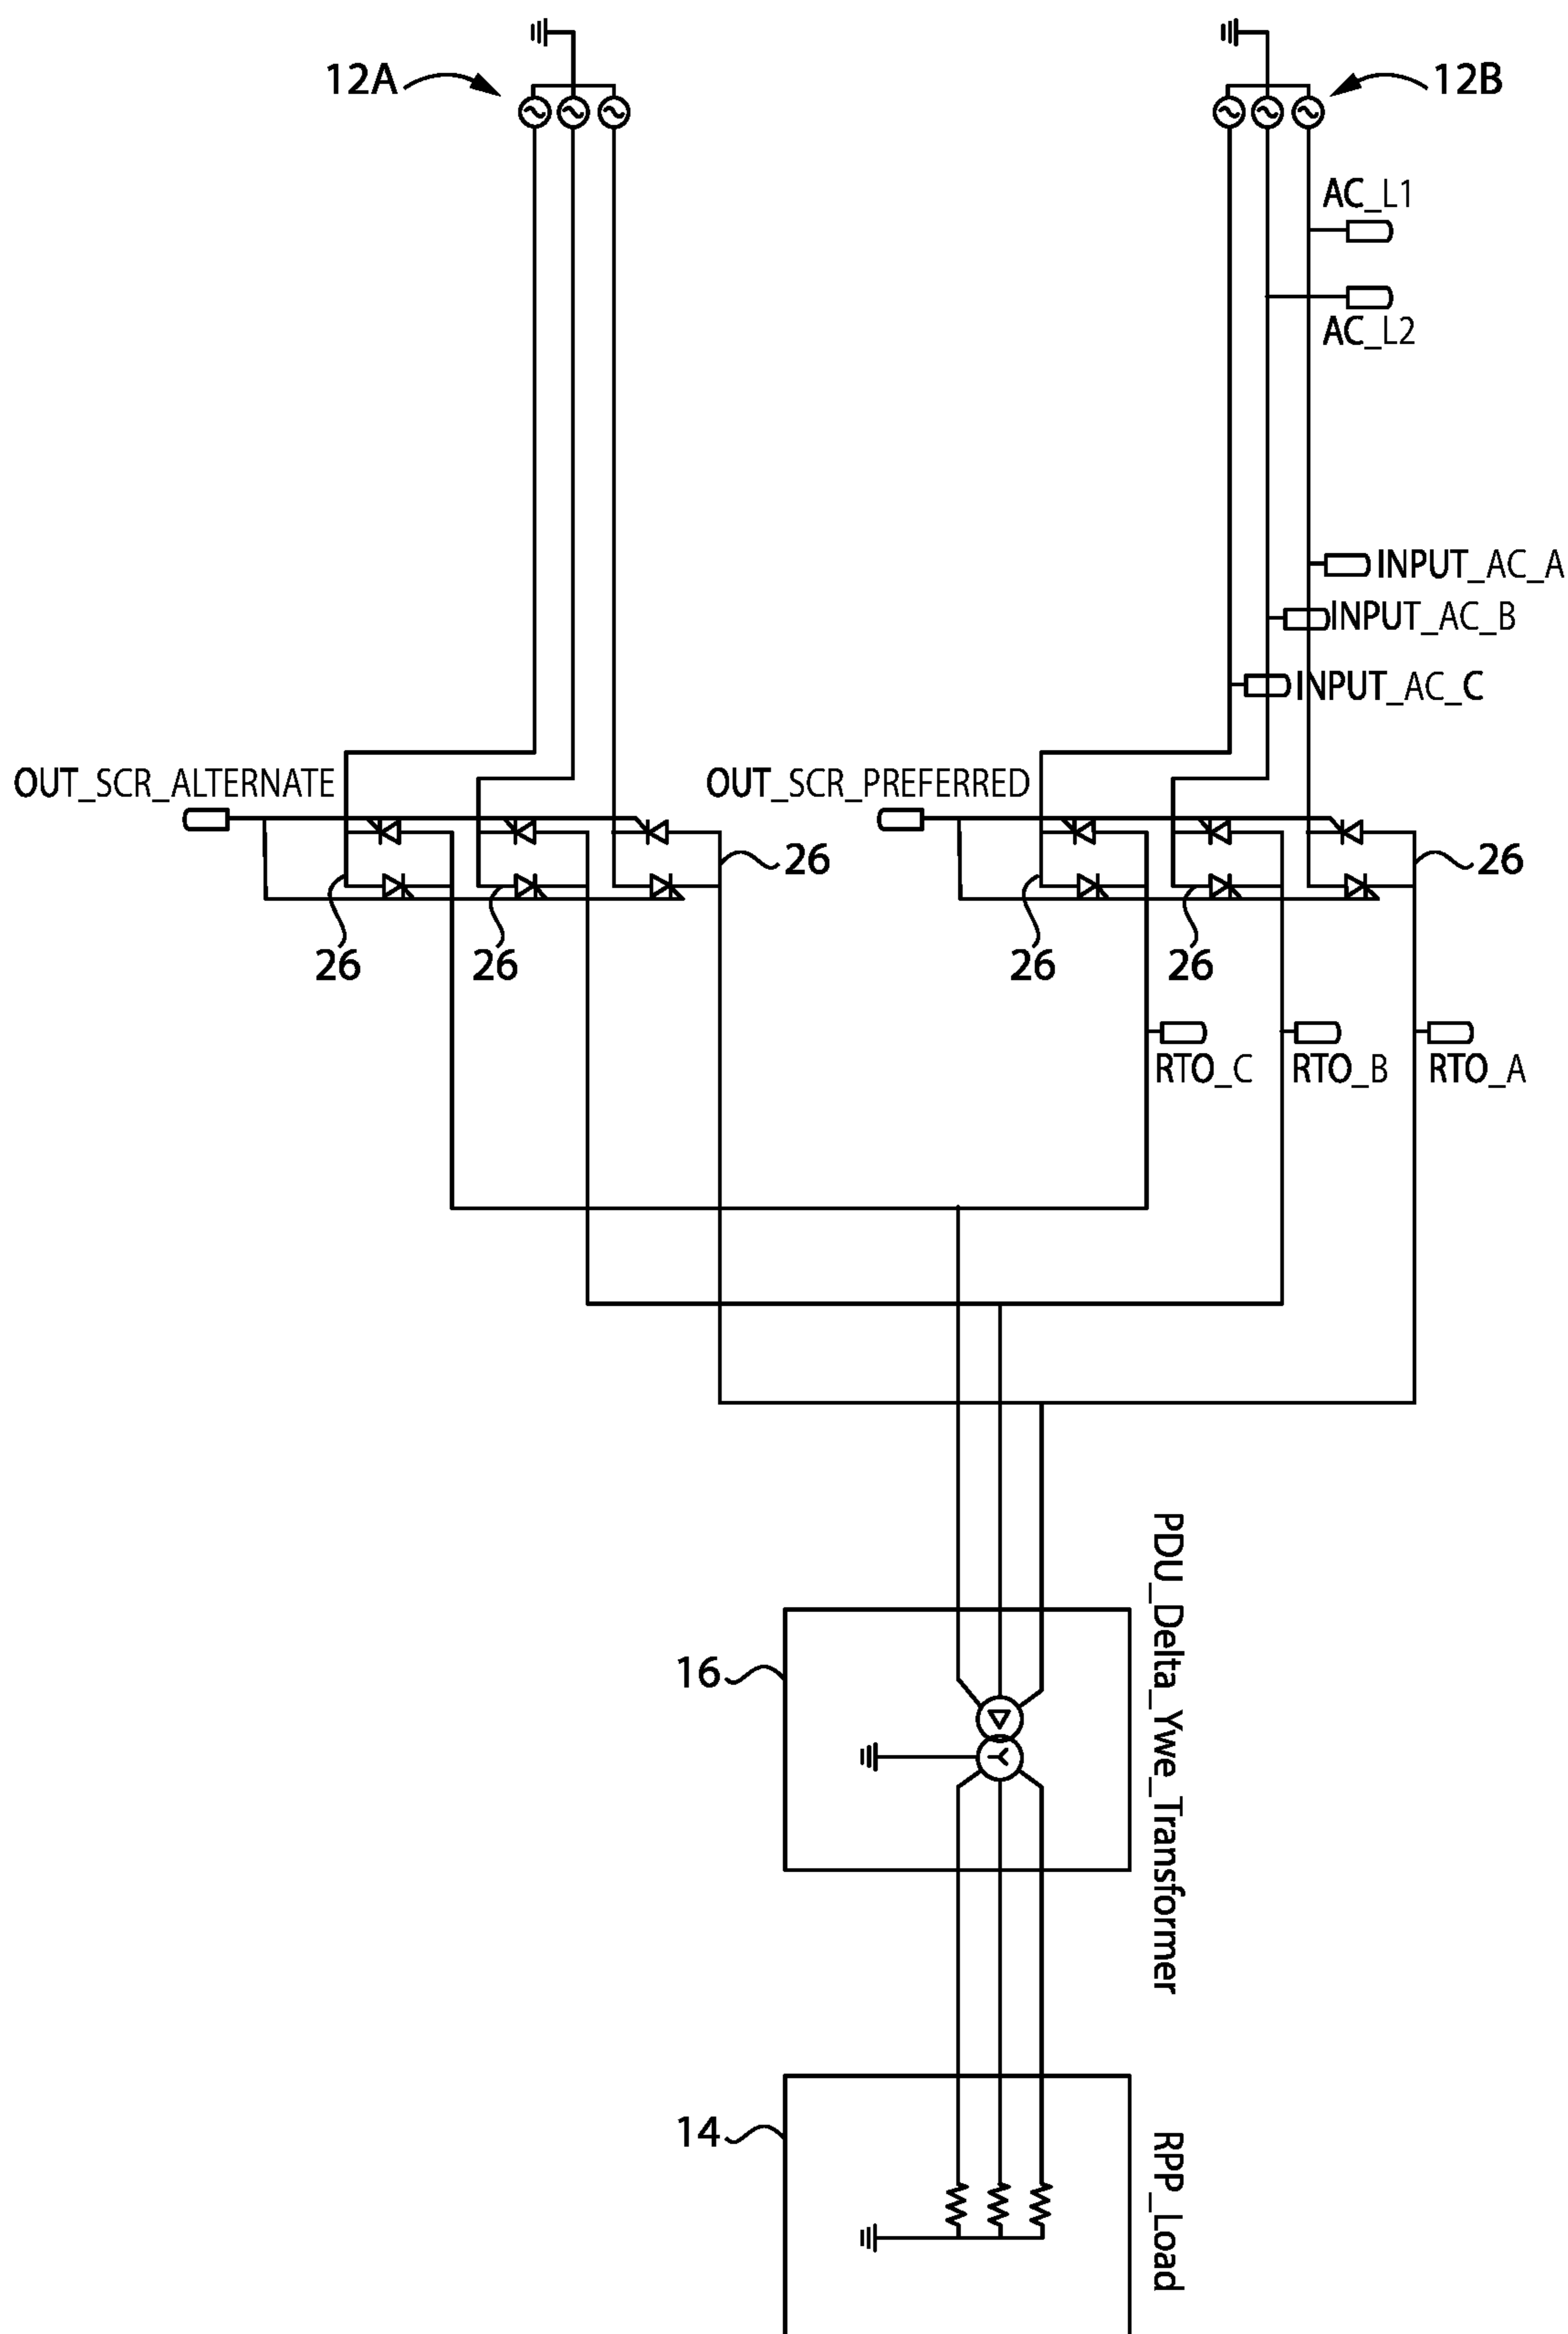 12A
12B
AC_L1
AC_L2
INPUT_AC_A
INPUT_AC_B
INPUT_AC_C
OUT_SCR_ALTERNATE
OUT_SCR_PREFERRED
26
26
26
26
26
26
RTO_C
RTO_B
RTO_A
PDU_Delta_Ywe_Transformer
16
14
RPP_Load